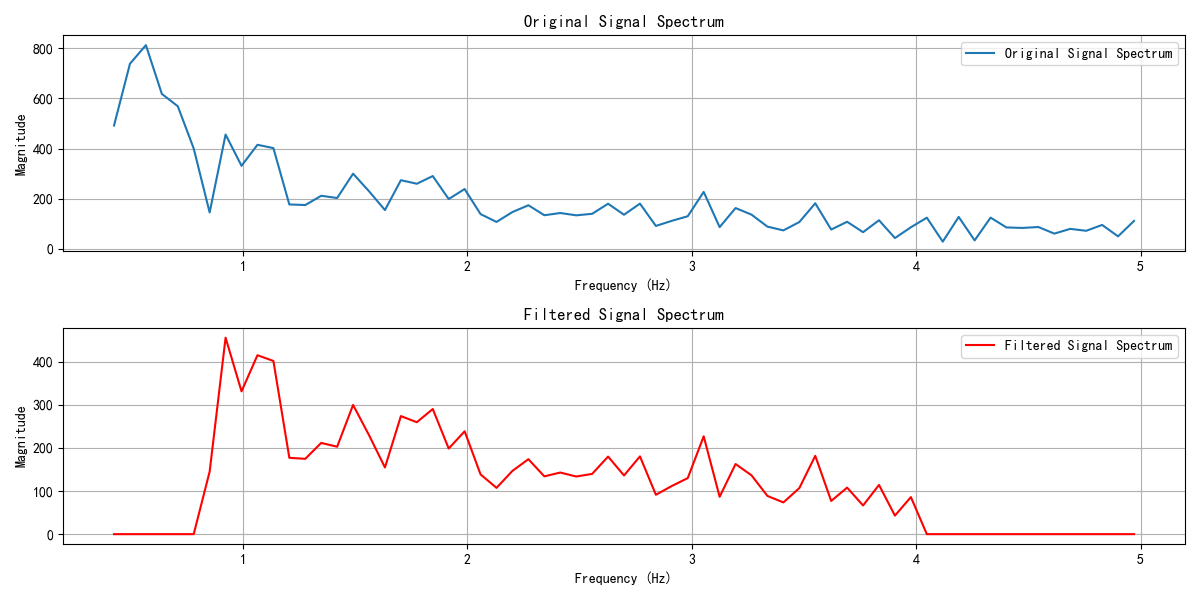 Original Signal Spectrum
800
600
400
200
0
Magnitude
Original Signal Spectrum
1
2
3
4
5
Frequency (Hz)
Filtered Signal Spectrum
400
300
200
100
0
Magnitude
Filtered Signal Spectrum
1
2
3
4
5
Frequency (Hz)